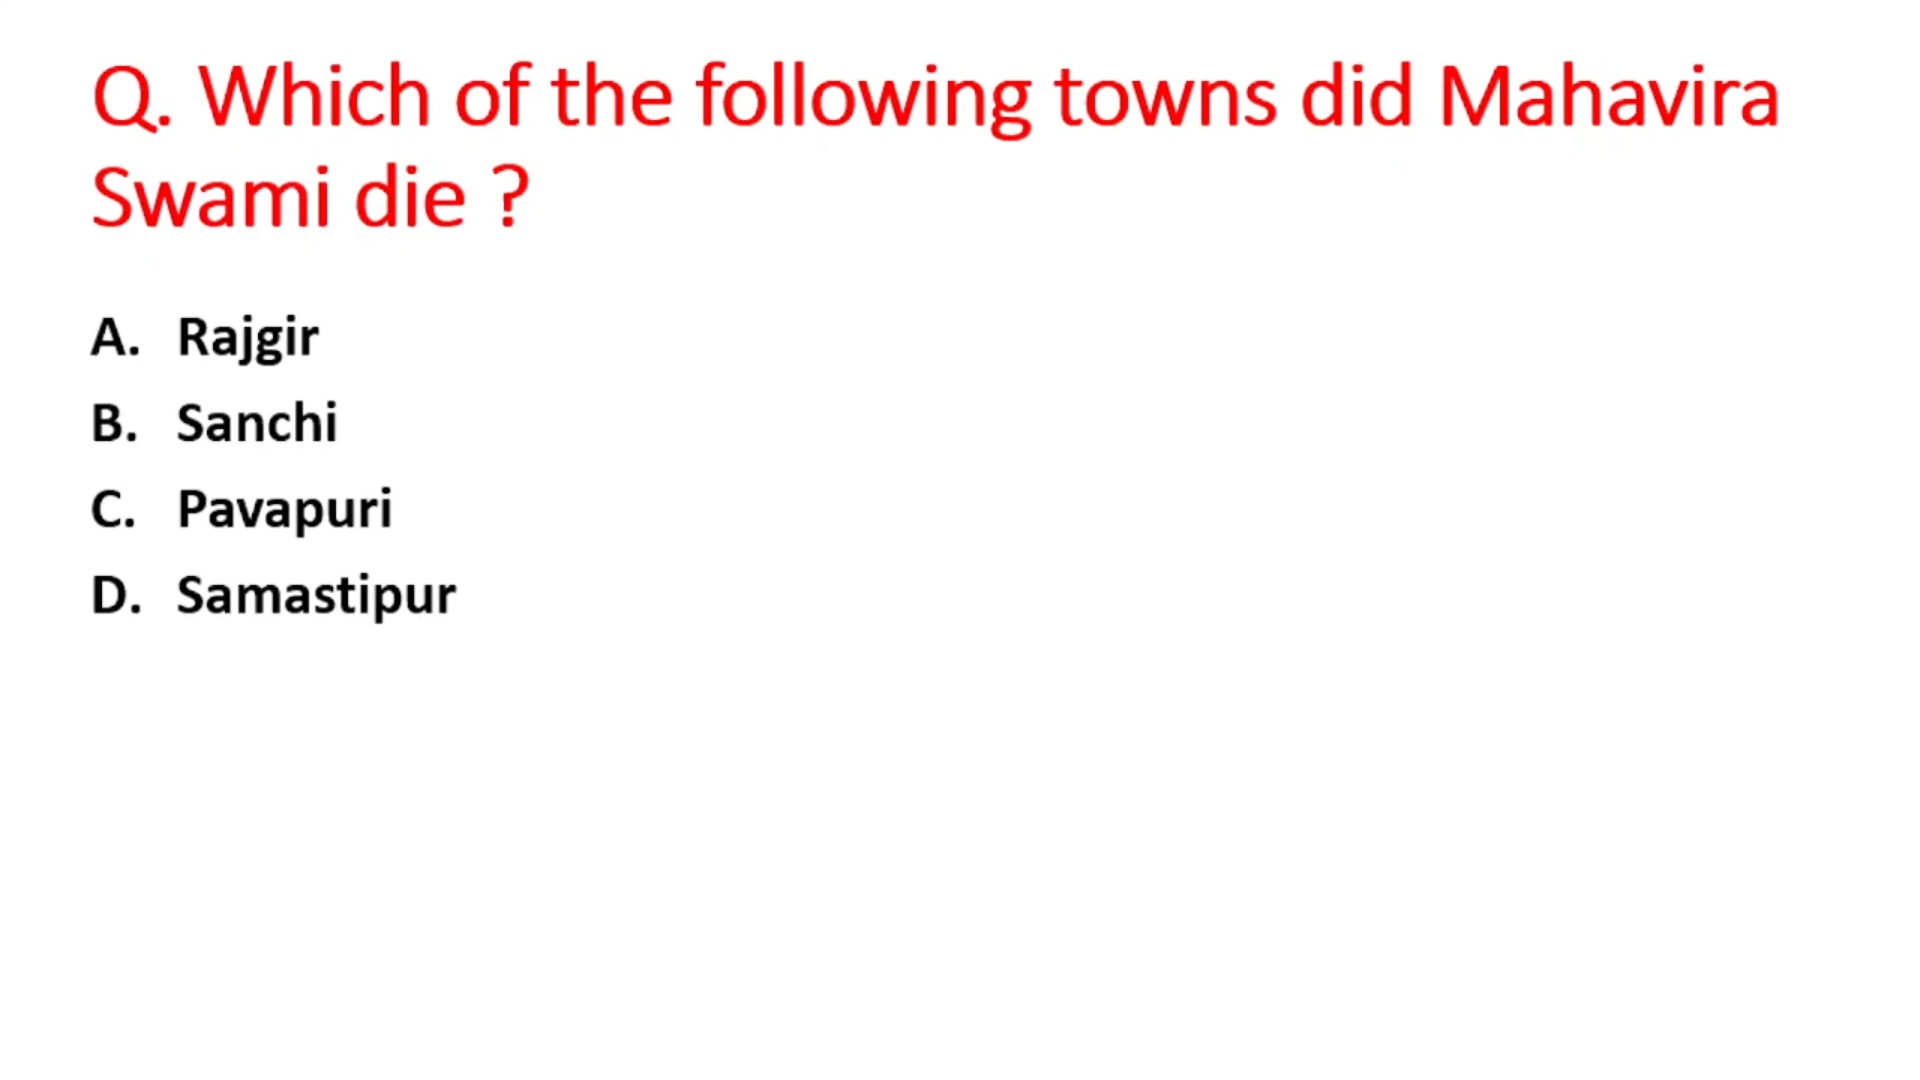 Q. Which of the following towns did Mahavira
Swami die ?
A. Rajgir
B. Sanchi
C. Pavapuri
D. Samastipur